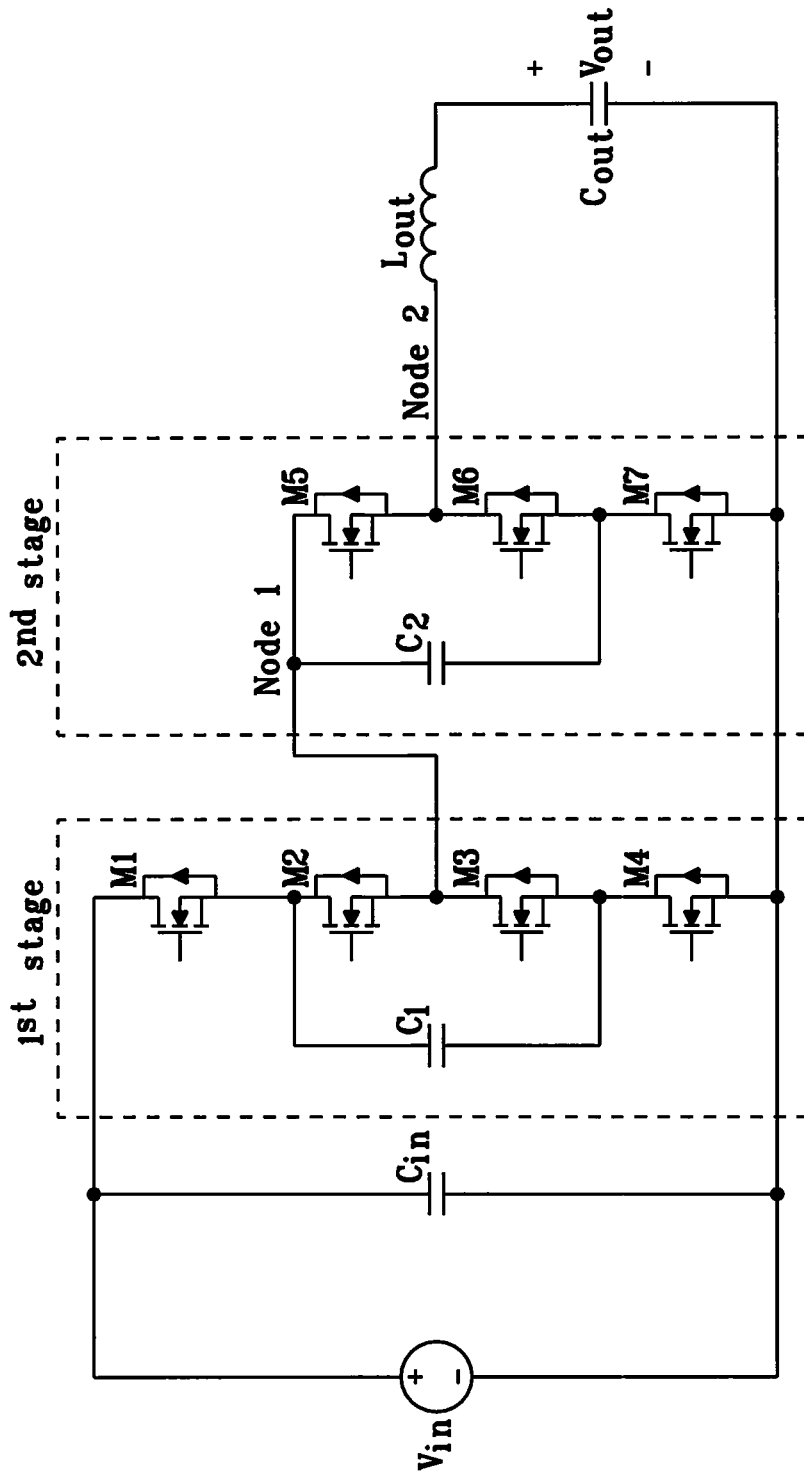 1st stage
2nd stage
Vin
+
-
Cin
C1
M1
M2
M3
M4
Node 1
C2
M5
M6
M7
Node 2
Lout
Cout
+
Vout
-